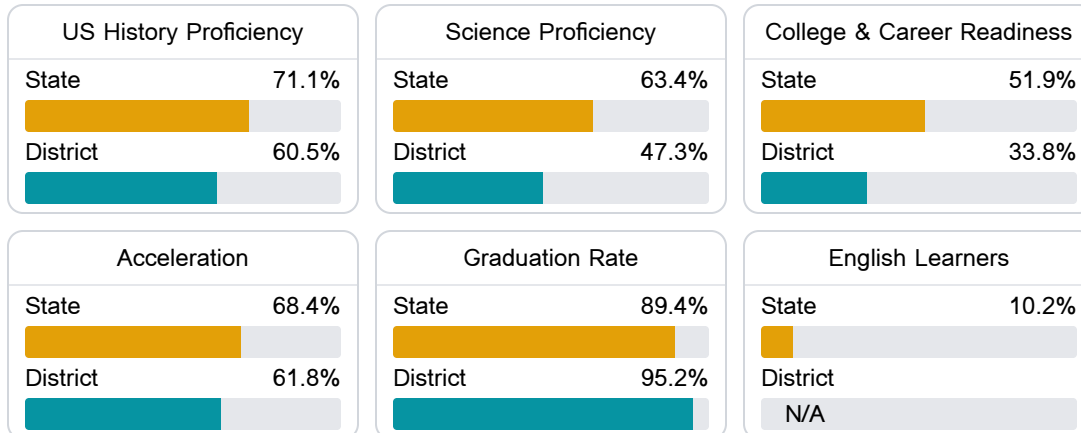 US History Proficiency
State 71.1%
District 60.5%
Science Proficiency
State 63.4%
District 47.3%
College & Career Readiness
State 51.9%
District 33.8%
Acceleration
State 68.4%
District 61.8%
Graduation Rate
State 89.4%
District 95.2%
English Learners
State 10.2%
District
N/A